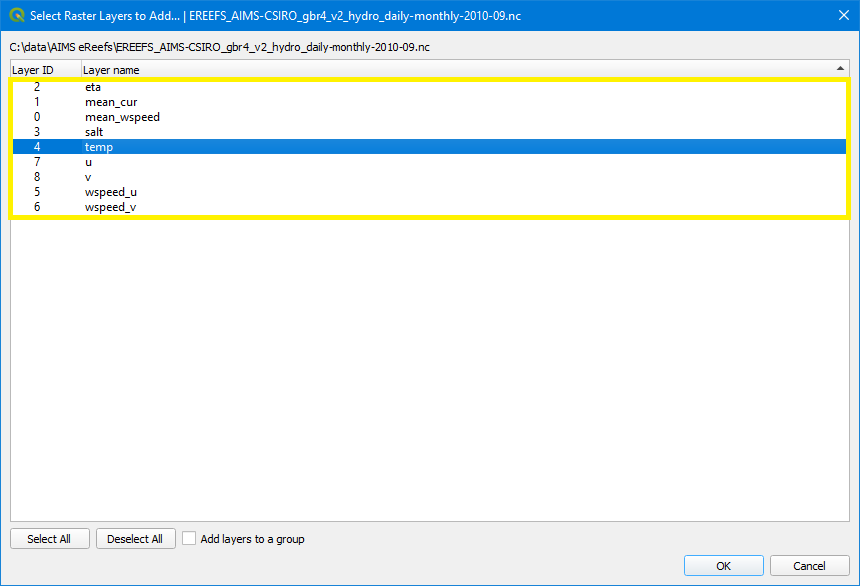 Select Raster Layers to Add... | EREEFS_AIMS-CSIRO_gbr4_v2_hydro_daily-monthly-2010-09.nc
C:\data\AIMS eReefs\EREEFS_AIMS-CSIRO_gbr4_v2_hydro_daily-monthly-2010-09.nc
Layer ID Layer name
2 eta
1 mean_cur
0 mean_wspeed
3 salt
4 temp
7 u
8 v
5 wspeed_u
6 wspeed_v
Select All Deselect All Add layers to a group
OK Cancel